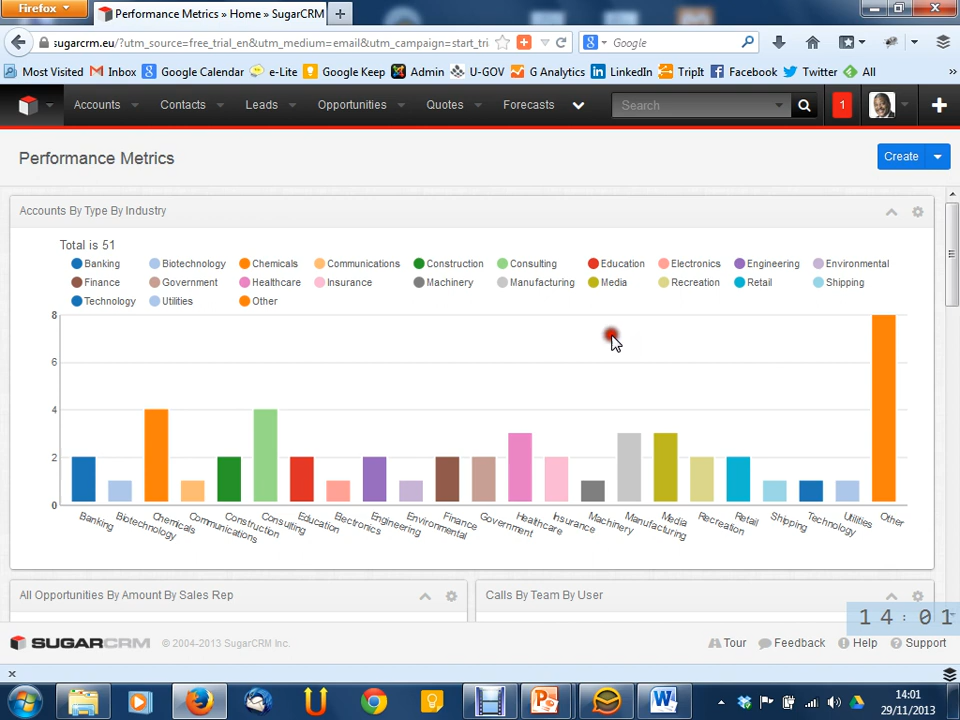 Firefox
Performance Metrics » Home » SugarCRM
sugarcrm.eu/?utm_source=free_trial_en&utm_medium=email&utm_campaign=start_tri
Google
Most Visited Inbox Google Calendar e-Lite Google Keep Admin U-GOV G Analytics LinkedIn TripIt Facebook Twitter All
Accounts Contacts Leads Opportunities Quotes Forecasts Search 1
Performance Metrics
Create
Accounts By Type By Industry
Total is 51
Banking Biotechnology Chemicals Communications Construction Consulting Education Electronics Engineering Environmental
Finance Government Healthcare Insurance Machinery Manufacturing Media Recreation Retail Shipping
Technology Utilities Other
8
6
4
2
0
Banking Biotechnology Chemicals Communications Construction Consulting Education Electronics Engineering Environmental Finance Government Healthcare Insurance Machinery Manufacturing Media Recreation Retail Shipping Technology Utilities Other
All Opportunities By Amount By Sales Rep
Calls By Team By User
14:01
SUGARCRM © 2004-2013 SugarCRM Inc.
Tour Feedback Help Support
14:01
29/11/2013